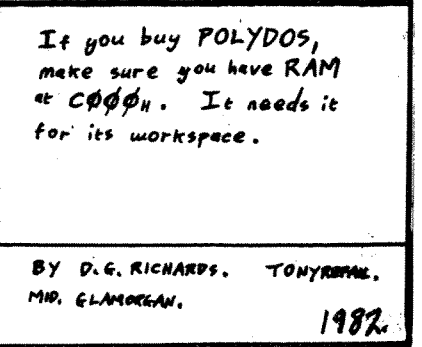 If you buy POLYDOS,
make sure you have RAM
at CØØØH. It needs it
for its workspace.
BY D.G. RICHARDS. TONYREFAIL.
MID. GLAMORGAN.
1982.